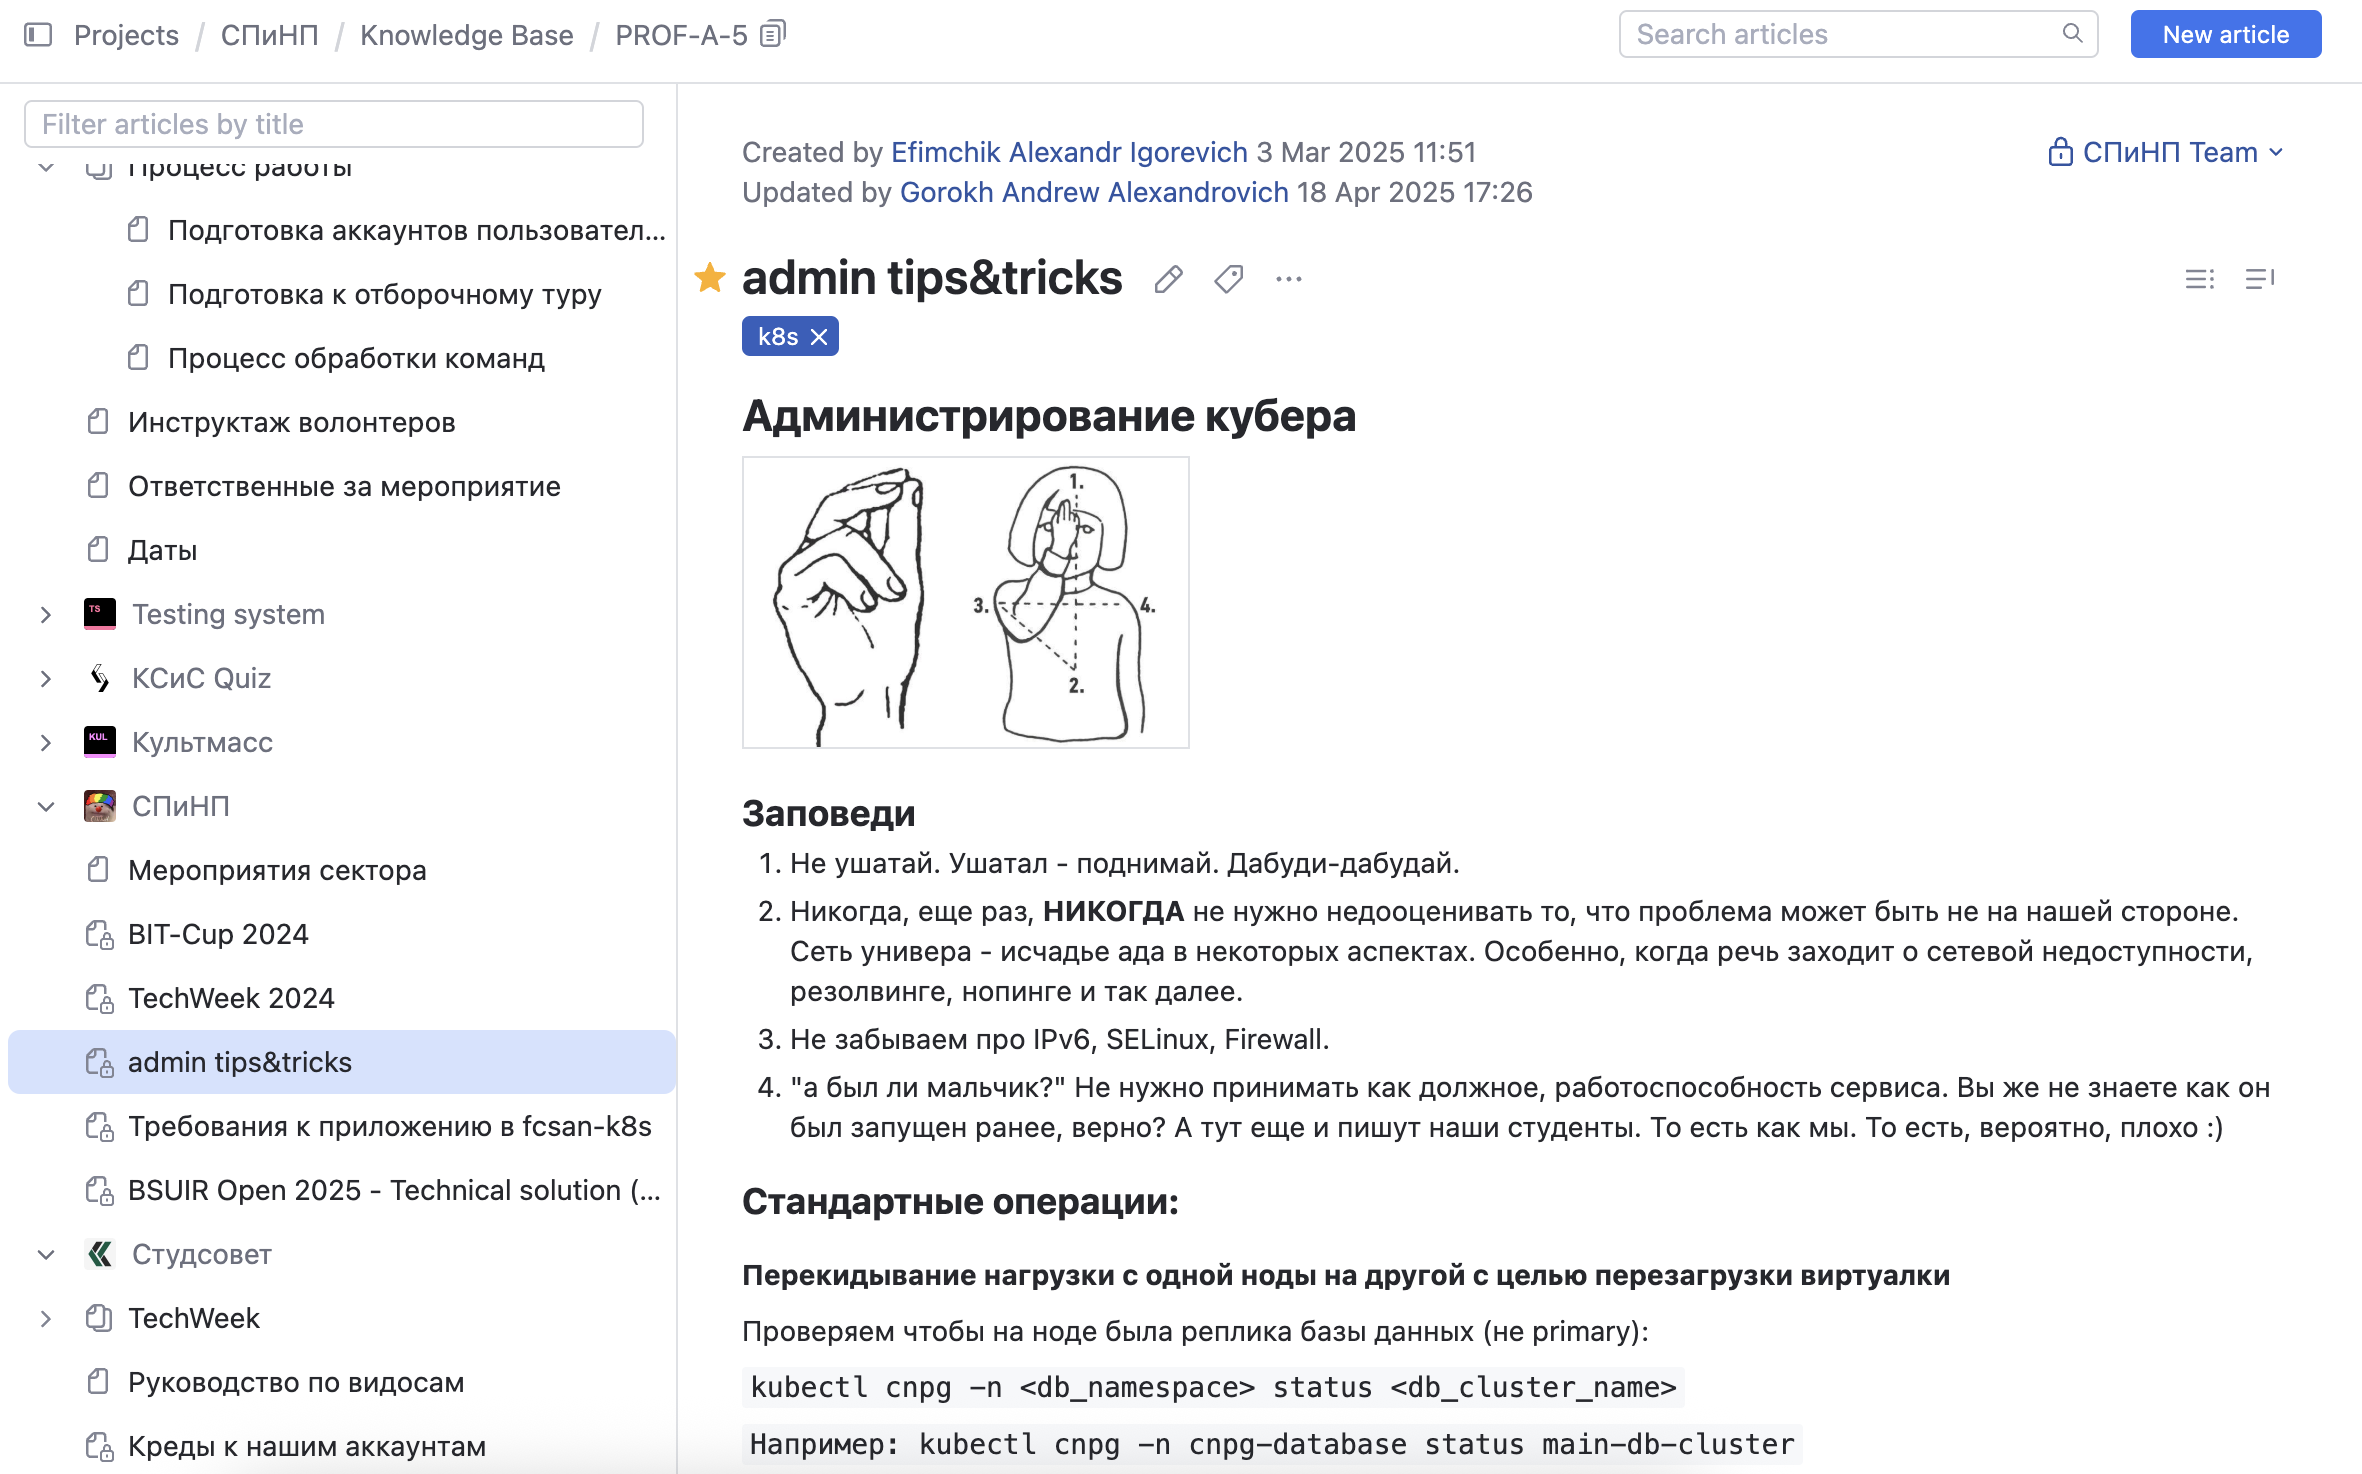 Projects / СПиНП / Knowledge Base / PROF-A-5
Search articles
New article
Filter articles by title
Процесс работы
Подготовка аккаунтов пользовател...
Подготовка к отборочному туру
Процесс обработки команд
Инструктаж волонтеров
Ответственные за мероприятие
Даты
TS
Testing system
КСиС Quiz
KUL
Культмасс
СПиНП
Мероприятия сектора
BIT-Cup 2024
TechWeek 2024
admin tips&tricks
Требования к приложению в fcsan-k8s
BSUIR Open 2025 - Technical solution (...
Студсовет
TechWeek
Руководство по видосам
Креды к нашим аккаунтам
Created by Efimchik Alexandr Igorevich 3 Mar 2025 11:51
СПиНП Team
Updated by Gorokh Andrew Alexandrovich 18 Apr 2025 17:26
admin tips&tricks
k8s
Администрирование кубера
1.
3.
4.
2.
Заповеди
1. Не ушатай. Ушатал - поднимай. Дабуди-дабудай.
2. Никогда, еще раз, НИКОГДА не нужно недооценивать то, что проблема может быть не на нашей стороне.
Сеть универа - исчадье ада в некоторых аспектах. Особенно, когда речь заходит о сетевой недоступности,
резолвинге, нопинге и так далее.
3. Не забываем про IPv6, SELinux, Firewall.
4. "а был ли мальчик?" Не нужно принимать как должное, работоспособность сервиса. Вы же не знаете как он
был запущен ранее, верно? А тут еще и пишут наши студенты. То есть как мы. То есть, вероятно, плохо :)
Стандартные операции:
Перекидывание нагрузки с одной ноды на другой с целью перезагрузки виртуалки
Проверяем чтобы на ноде была реплика базы данных (не primary):
kubectl cnpg -n <db_namespace> status <db_cluster_name>
Например: kubectl cnpg -n cnpg-database status main-db-cluster